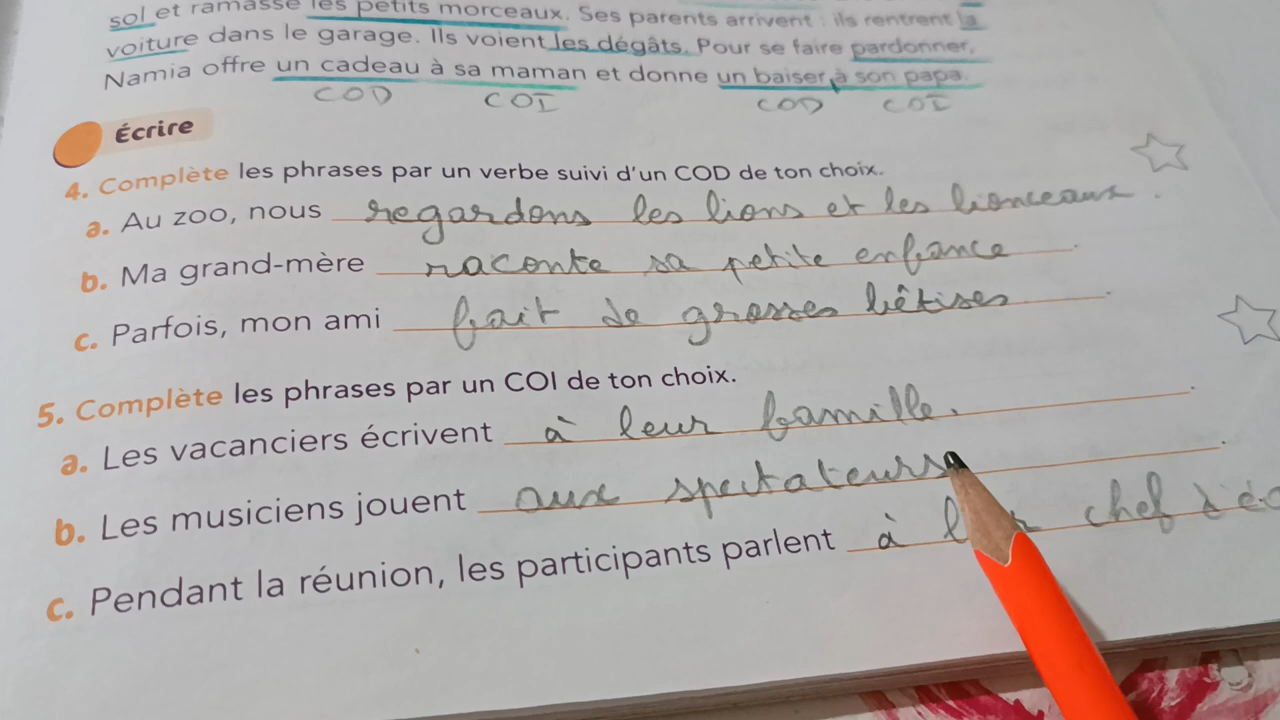 sol et ramasse les petits morceaux. Ses parents arrivent : ils rentrent la
voiture dans le garage. Ils voient les dégâts. Pour se faire pardonner,
Namia offre un cadeau à sa maman et donne un baiser à son papa.
COD COI COD COI
Écrire
4. Complète les phrases par un verbe suivi d'un COD de ton choix.
a. Au zoo, nous regardons les lions et les lionceaux.
b. Ma grand-mère raconte sa petite enfance.
c. Parfois, mon ami fait de grosses bêtises.
5. Complète les phrases par un COI de ton choix.
a. Les vacanciers écrivent à leur famille.
b. Les musiciens jouent aux spectateurs.
c. Pendant la réunion, les participants parlent à chef